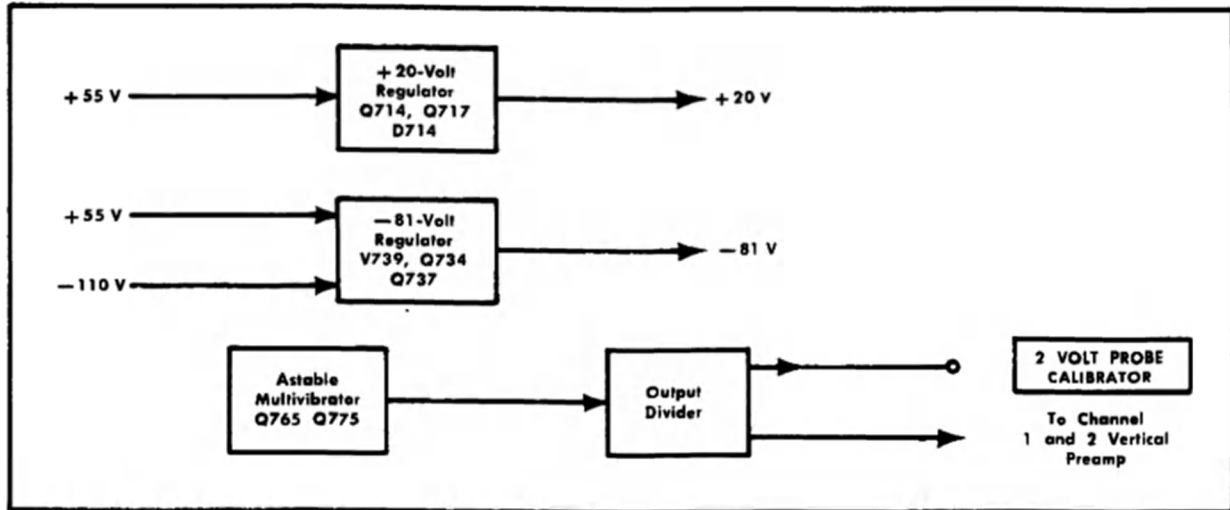 +55 V
+20-Volt
Regulator
Q714, Q717
D714
+20 V
+55 V
-110 V
-81-Volt
Regulator
V739, Q734
Q737
-81 V
Astable
Multivibrator
Q765 Q775
Output
Divider
2 VOLT PROBE
CALIBRATOR
To Channel
1 and 2 Vertical
Preamp